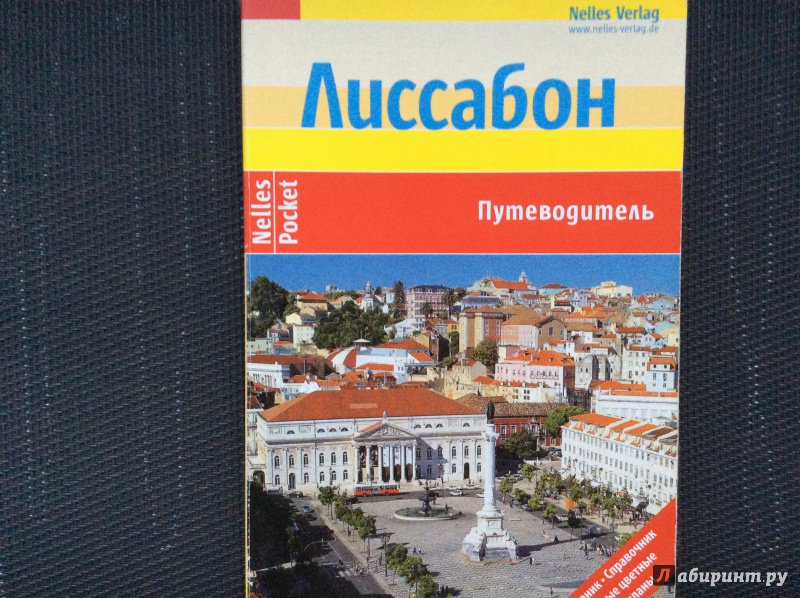 Nelles Verlag
www.nelles-verlag.de
Лиссабон
Nelles
Pocket
Путеводитель
Справочник
цветные
Лабиринт.ру